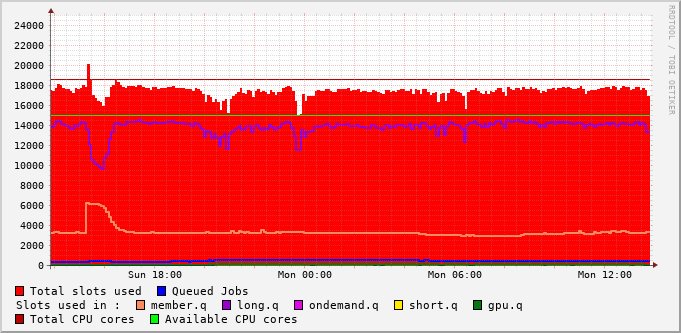 RRDTOOL / TOBI OETIKER
24000
22000
20000
18000
16000
14000
12000
10000
8000
6000
4000
2000
0
Sun 18:00 Mon 00:00 Mon 06:00 Mon 12:00
Total slots used Queued Jobs
Slots used in : member.q long.q ondemand.q short.q gpu.q
Total CPU cores Available CPU cores